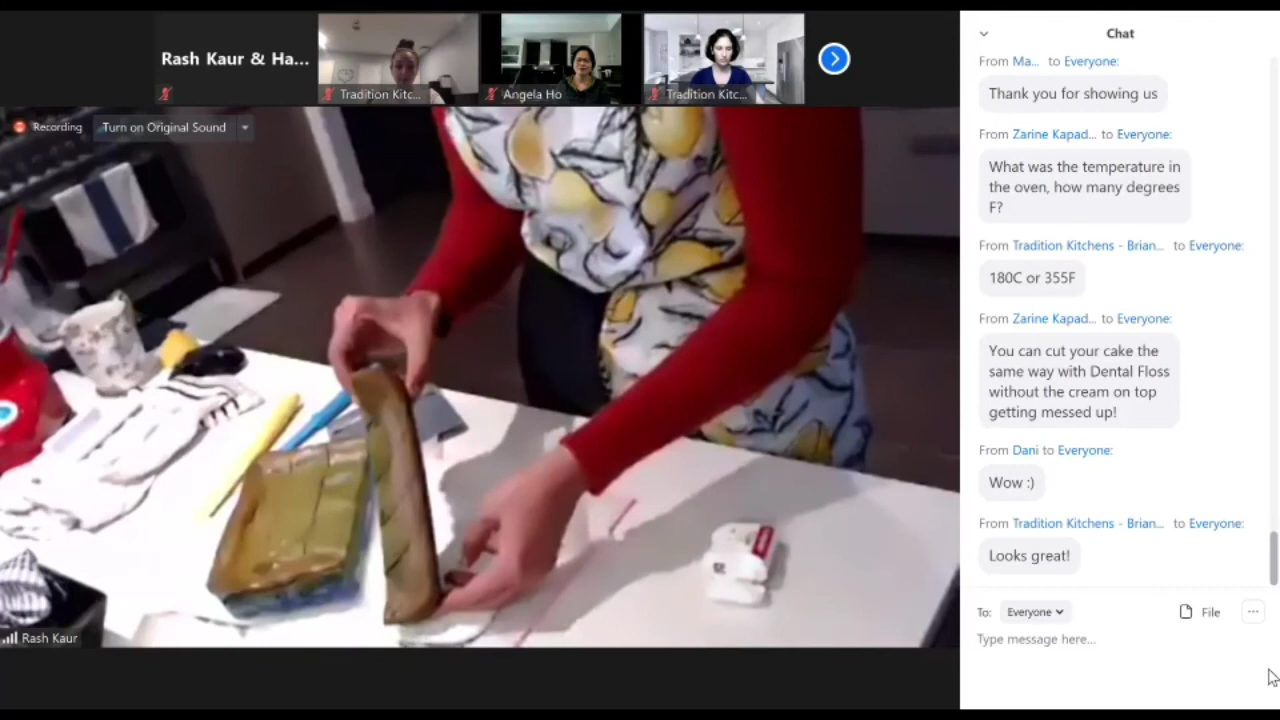 Rash Kaur & Ha...
Tradition Kitc...
Angela Ho
Tradition Kitc...
Recording
Turn on Original Sound
Rash Kaur
Chat
From Ma... to Everyone:
Thank you for showing us
From Zarine Kapad... to Everyone:
What was the temperature in
the oven, how many degrees
F?
From Tradition Kitchens - Brian... to Everyone:
180C or 355F
From Zarine Kapad... to Everyone:
You can cut your cake the
same way with Dental Floss
without the cream on top
getting messed up!
From Dani to Everyone:
Wow :)
From Tradition Kitchens - Brian... to Everyone:
Looks great!
To: Everyone
File
Type message here...